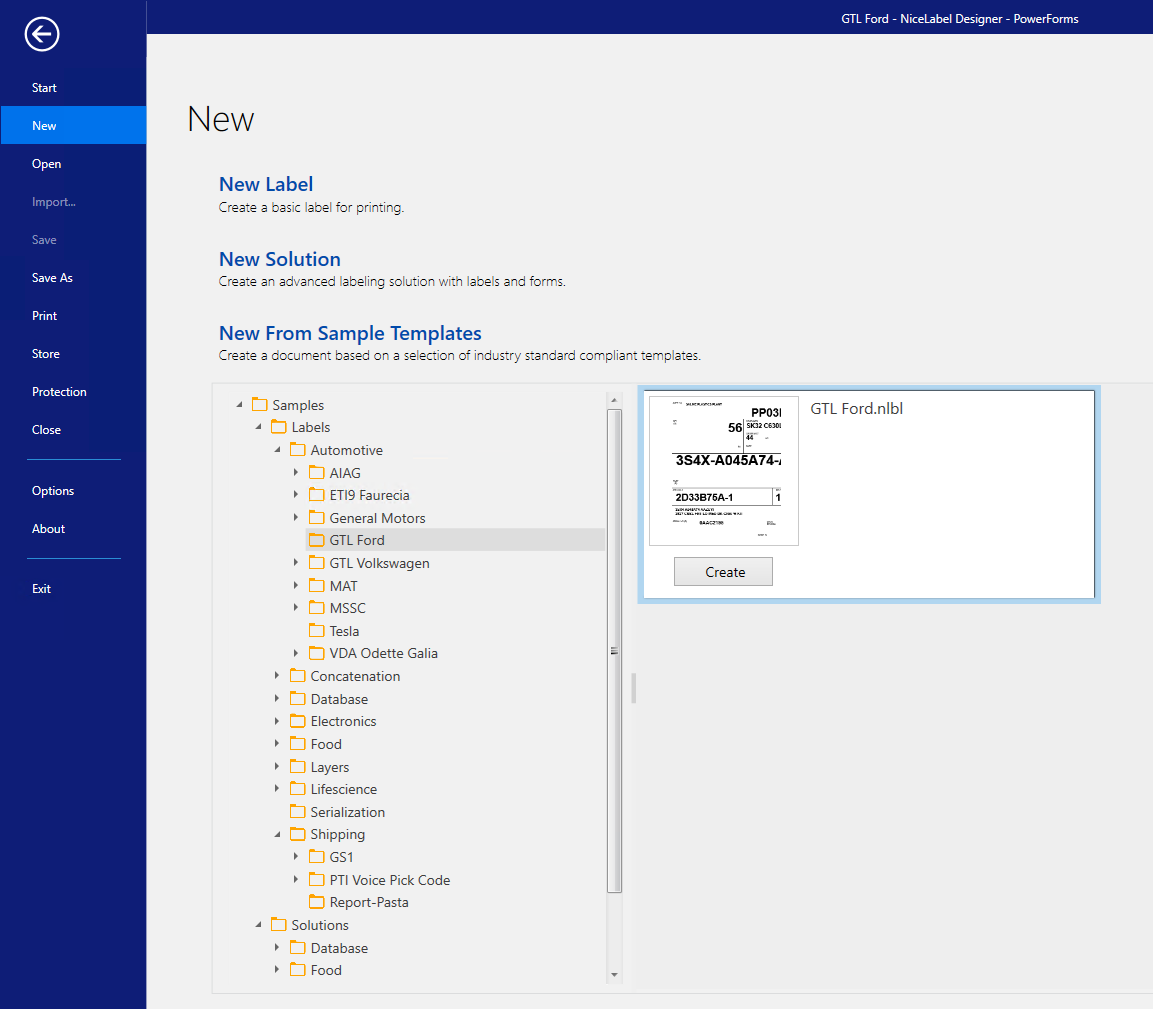 GTL Ford - NiceLabel Designer - PowerForms
Start
New
Open
Import...
Save
Save As
Print
Store
Protection
Close
Options
About
Exit
New
New Label
Create a basic label for printing.
New Solution
Create an advanced labeling solution with labels and forms.
New From Sample Templates
Create a document based on a selection of industry standard compliant templates.
Samples
Labels
Automotive
AIAG
ETI9 Faurecia
General Motors
GTL Ford
GTL Volkswagen
MAT
MSSC
Tesla
VDA Odette Galia
Concatenation
Database
Electronics
Food
Layers
Lifescience
Serialization
Shipping
GS1
PTI Voice Pick Code
Report-Pasta
Solutions
Database
Food
GTL Ford.nlbl
PP03
56
SK32 C630
44
3S4X-A045A74-
2D33B75A-1
1
Create